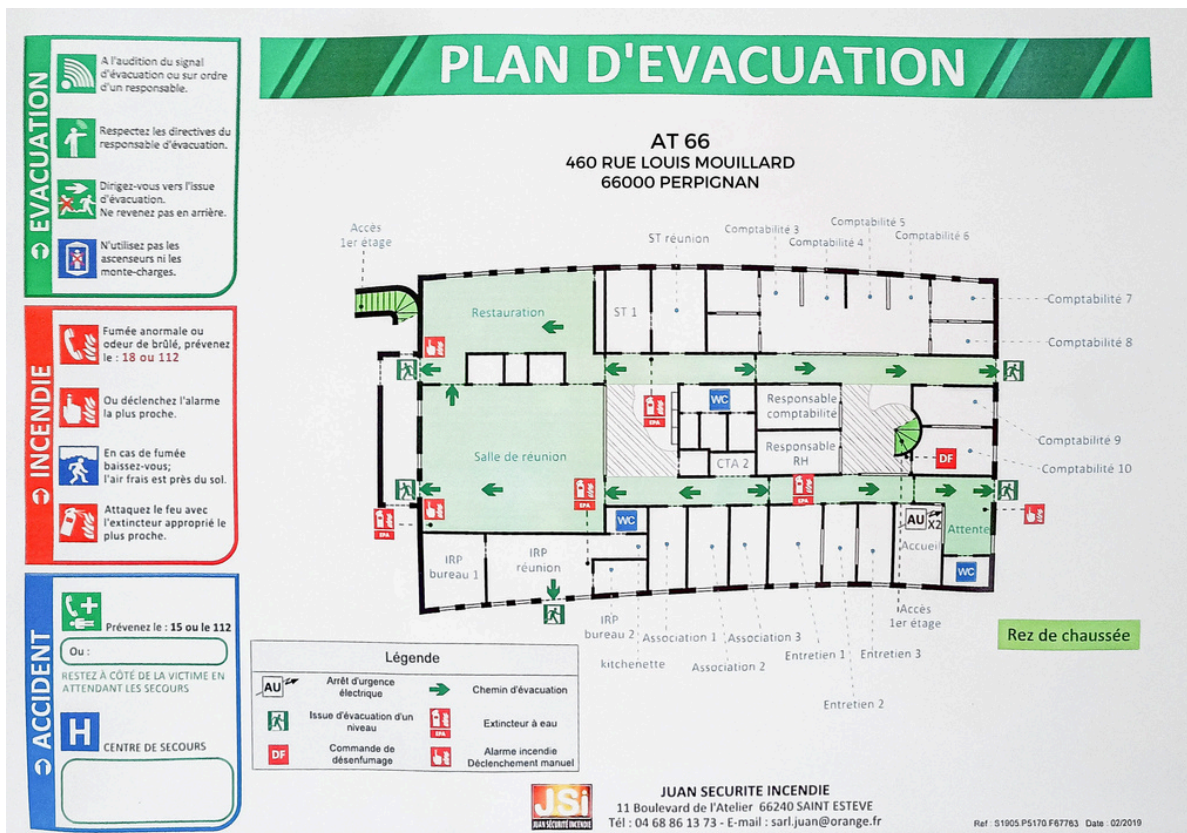 PLAN D'EVACUATION
AT 66
460 RUE LOUIS MOUILLARD
66000 PERPIGNAN
EVACUATION
A l'audition du signal
d'évacuation ou sur ordre
d'un responsable.
Respectez les directives du
responsable d'évacuation.
Dirigez-vous vers l'issue
d'évacuation.
Ne revenez pas en arrière.
N'utilisez pas les
ascenseurs ni les
monte-charges.
INCENDIE
Fumée anormale ou
odeur de brûlé, prévenez
le : 18 ou 112
Ou déclenchez l'alarme
la plus proche.
En cas de fumée
baissez-vous;
l'air frais est près du sol.
Attaquez le feu avec
l'extincteur approprié le
plus proche.
ACCIDENT
Prévenez le : 15 ou le 112
Ou :
RESTEZ À CÔTÉ DE LA VICTIME EN
ATTENDANT LES SECOURS
H
CENTRE DE SECOURS
Accès
1er étage
ST réunion
Comptabilité 3
Comptabilité 4
Comptabilité 5
Comptabilité 6
Comptabilité 7
Comptabilité 8
Comptabilité 9
Comptabilité 10
Restauration
ST 1
EPA
WC
Responsable
comptabilité
Responsable
RH
CTA 2
DF
Salle de réunion
EPA
EPA
EPA
WC
AU
X2
Accueil
Attente
WC
IRP
bureau 1
IRP
réunion
IRP
bureau 2
kitchenette
Association 1
Association 2
Association 3
Entretien 1
Entretien 2
Entretien 3
Accès
1er étage
Rez de chaussée
Légende
AU
Arrêt d'urgence
électrique
Chemin d'évacuation
Issue d'évacuation d'un
niveau
EPA
Extincteur à eau
DF
Commande de
désenfumage
Alarme incendie
Déclenchement manuel
JSi
JUAN SÉCURITÉ INCENDIE
JUAN SECURITE INCENDIE
11 Boulevard de l'Atelier 66240 SAINT ESTEVE
Tél : 04 68 86 13 73 - E-mail : sarl.juan@orange.fr
Ref : S1905.P5170.F67763 Date : 02/2019